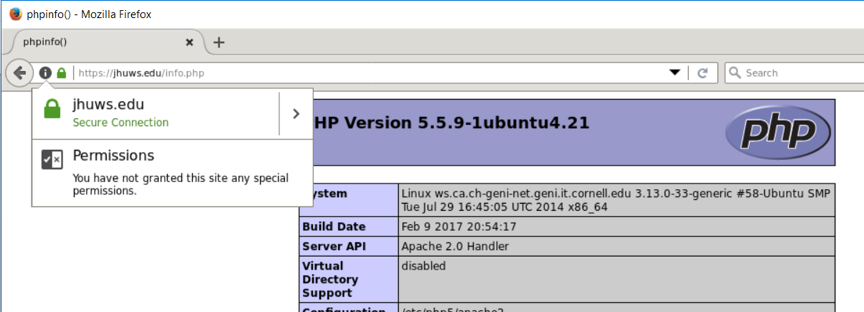 phpinfo() - Mozilla Firefox
phpinfo()
https://jhuws.edu/info.php
Search
jhuws.edu
Secure Connection
Permissions
You have not granted this site any special
permissions.
HP Version 5.5.9-1ubuntu4.21
php
ystem
Linux ws.ca.ch-geni-net.geni.it.cornell.edu 3.13.0-33-generic #58-Ubuntu SMP
Tue Jul 29 16:45:05 UTC 2014 x86_64
Build Date
Feb 9 2017 20:54:17
Server API
Apache 2.0 Handler
Virtual
Directory
Support
disabled
Configuration
/etc/php5/apache2